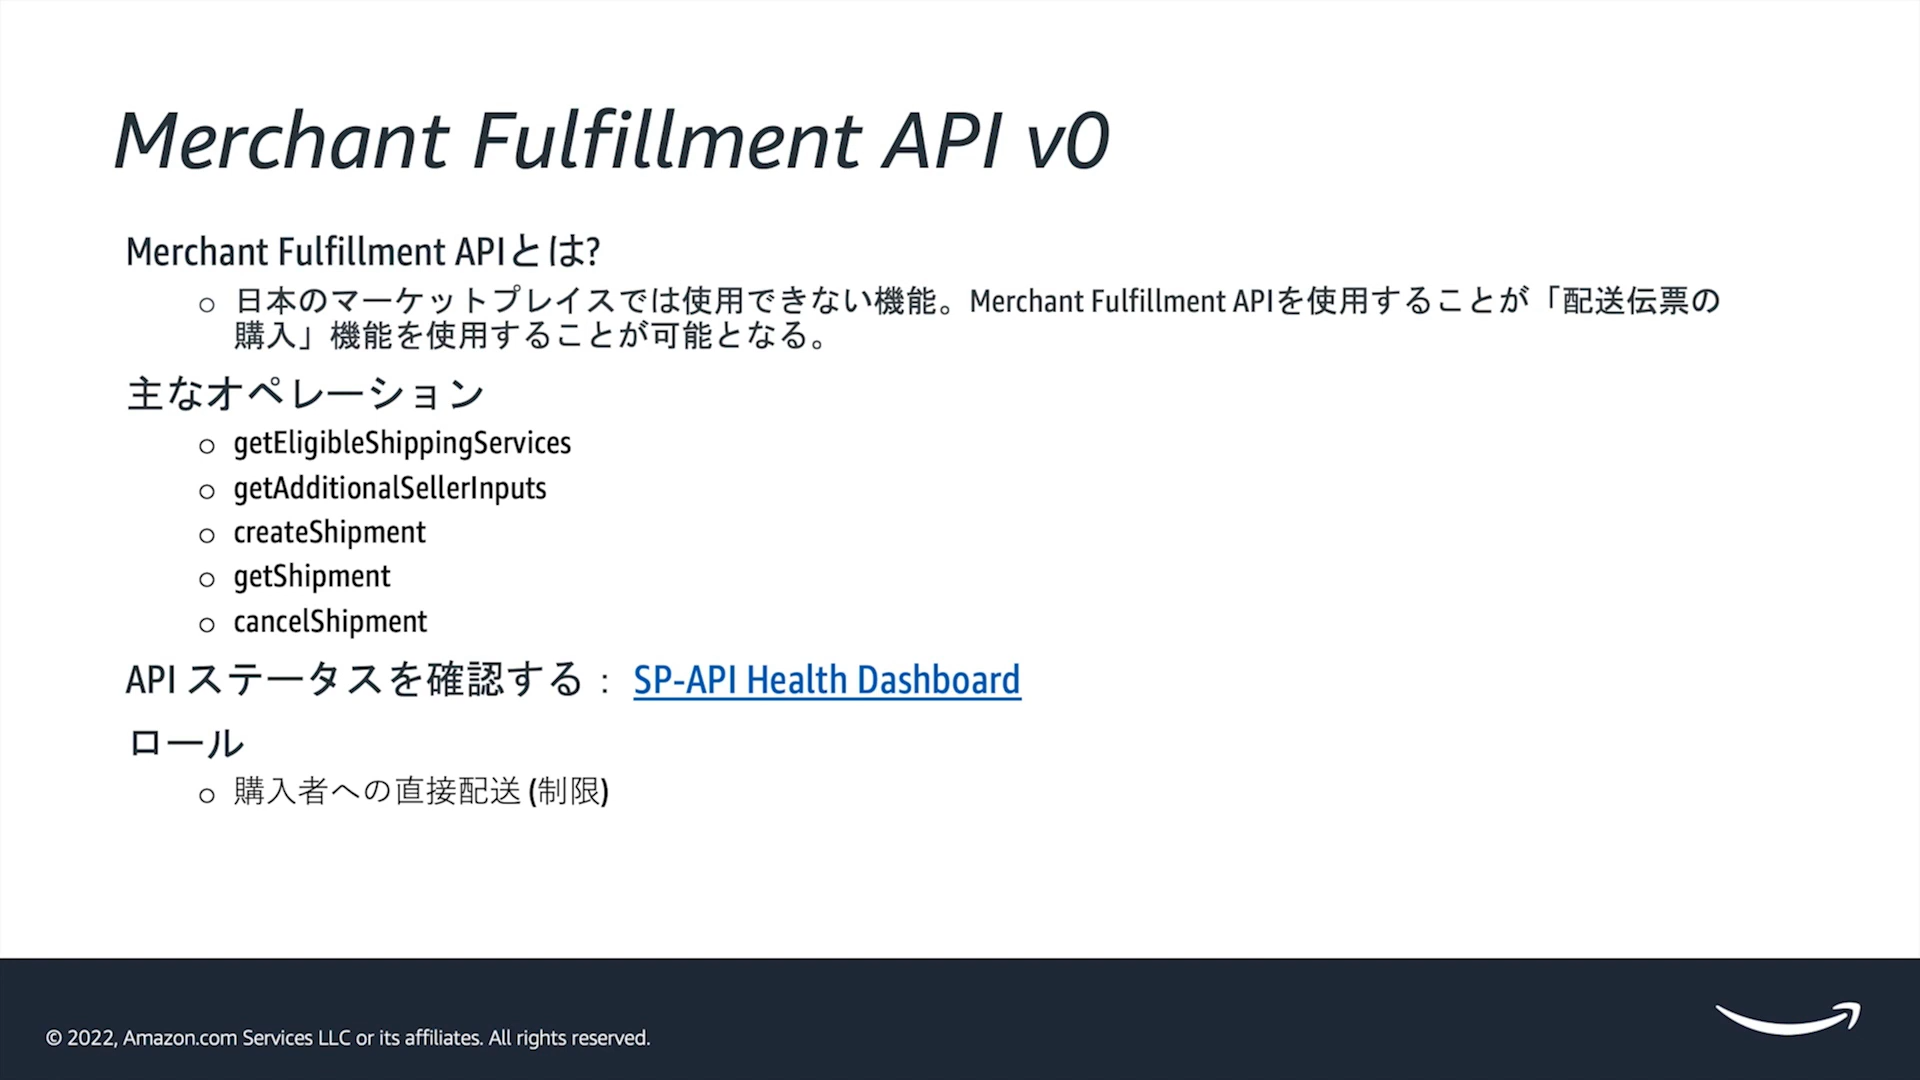 Merchant Fulfillment API v0
Merchant Fulfillment APIとは?
○ 日本のマーケットプレイスでは使用できない機能。Merchant Fulfillment APIを使用することが「配送伝票の
購入」機能を使用することが可能となる。
主なオペレーション
○ getEligibleShippingServices
○ getAdditionalSellerInputs
○ createShipment
○ getShipment
○ cancelShipment
API ステータスを確認する： SP-API Health Dashboard
ロール
○ 購入者への直接配送 (制限)
© 2022, Amazon.com Services LLC or its affiliates. All rights reserved.